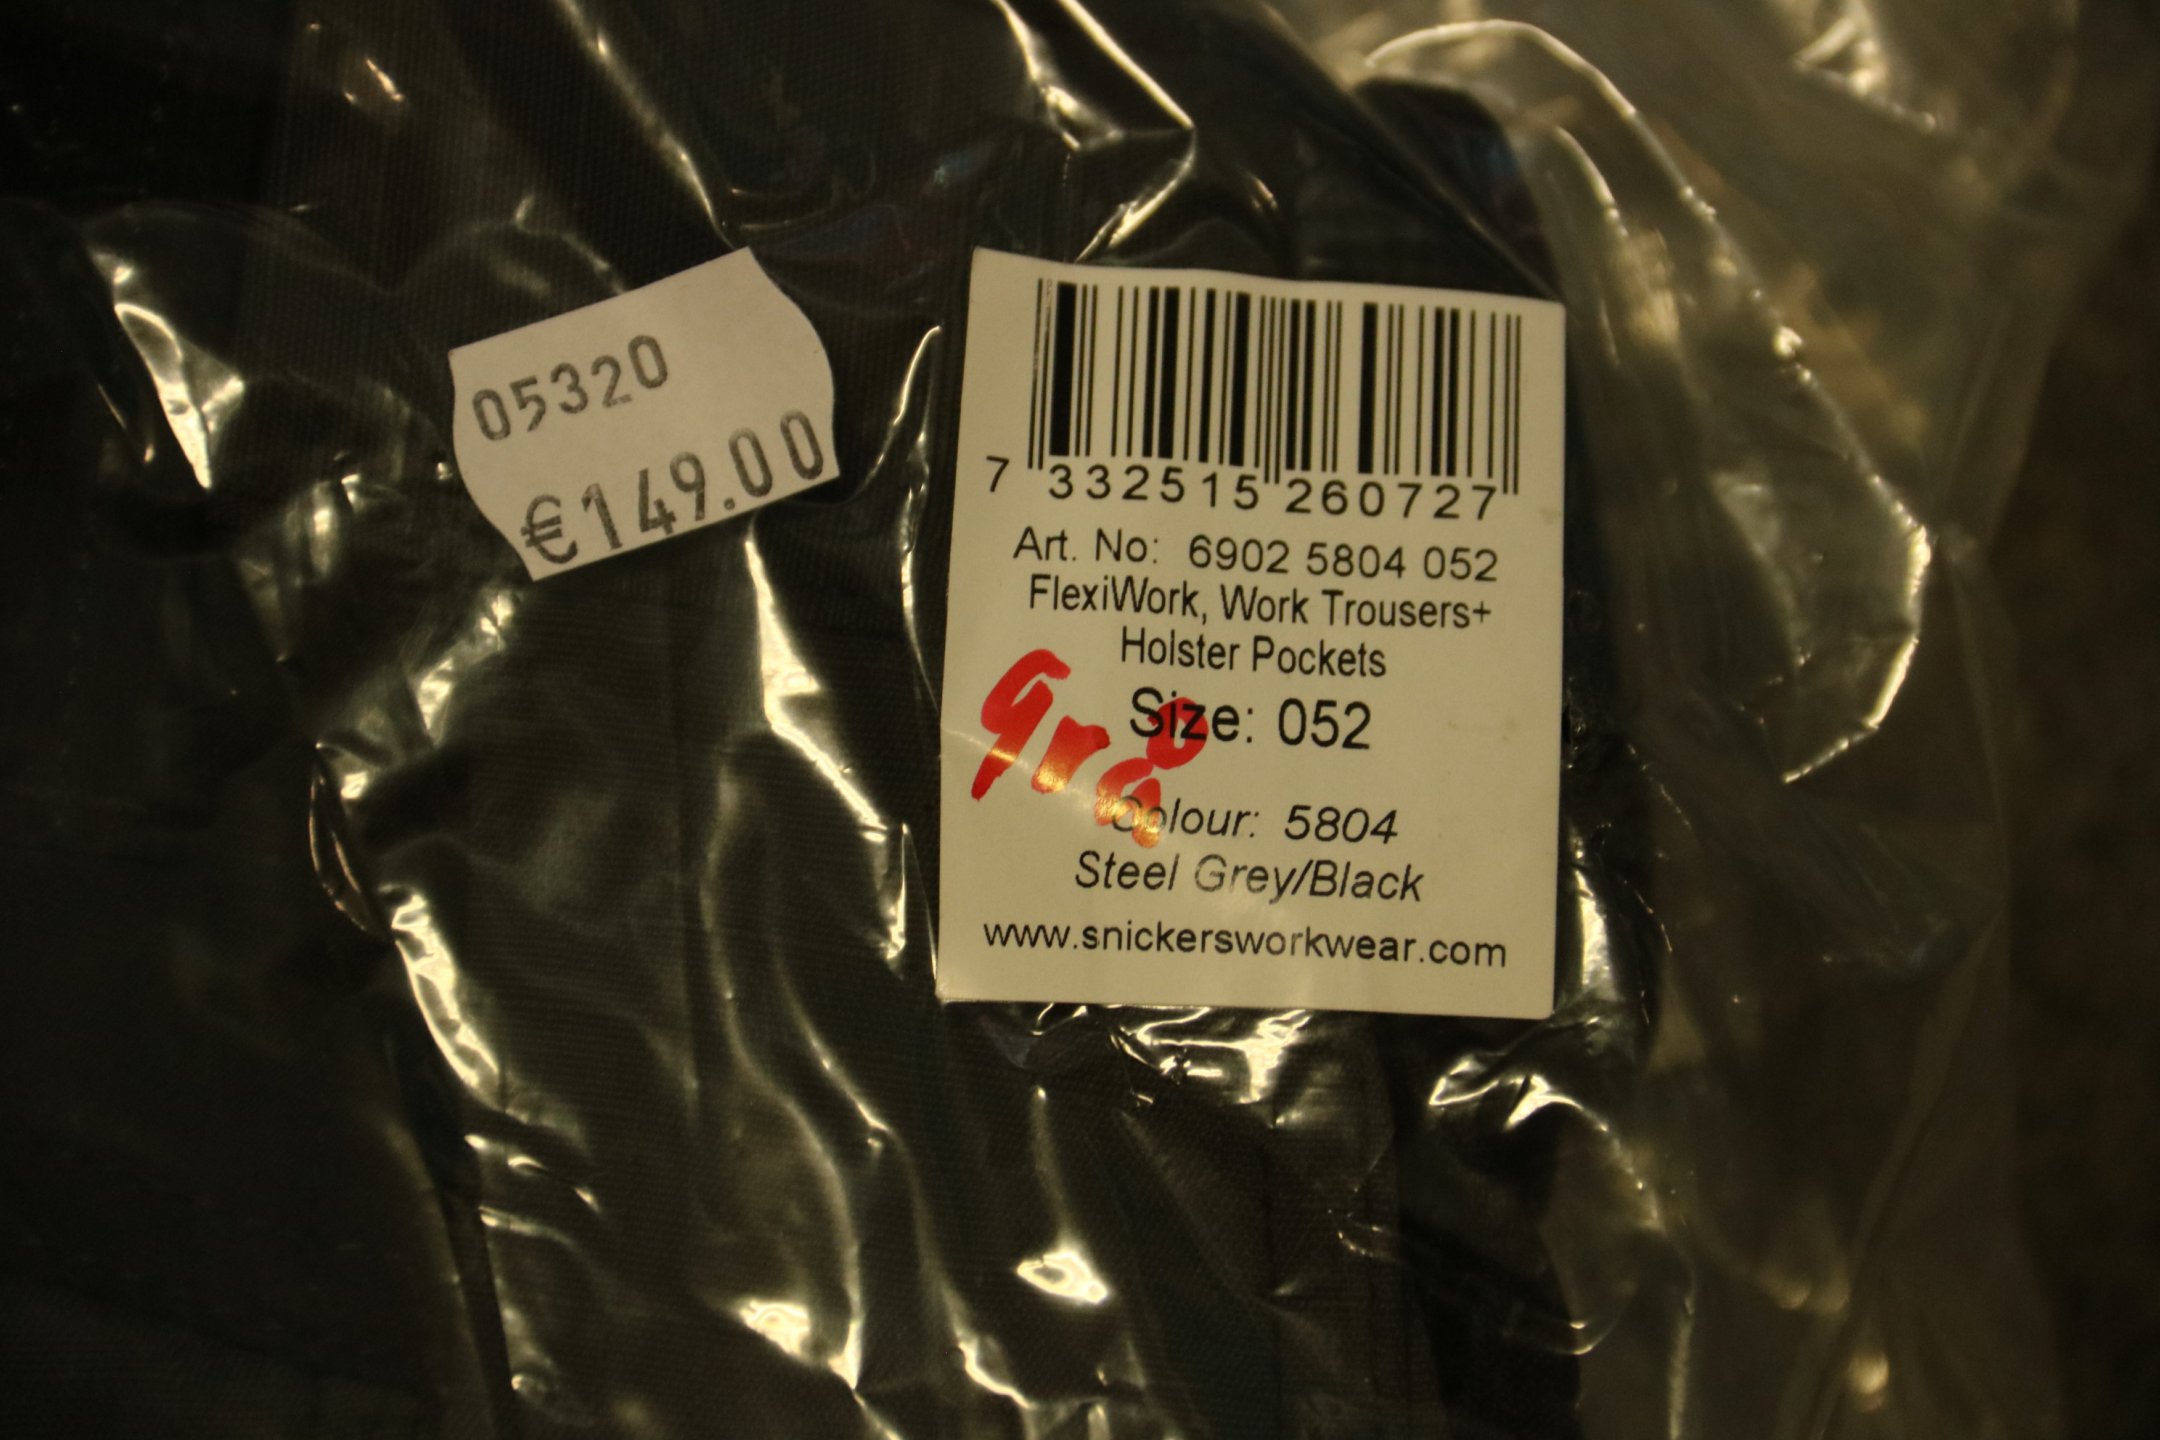 05320
€149.00
7 332515 260727
Art. No: 6902 5804 052
FlexiWork, Work Trousers+
Holster Pockets
Size: 052
Colour: 5804
Steel Grey/Black
www.snickersworkwear.com